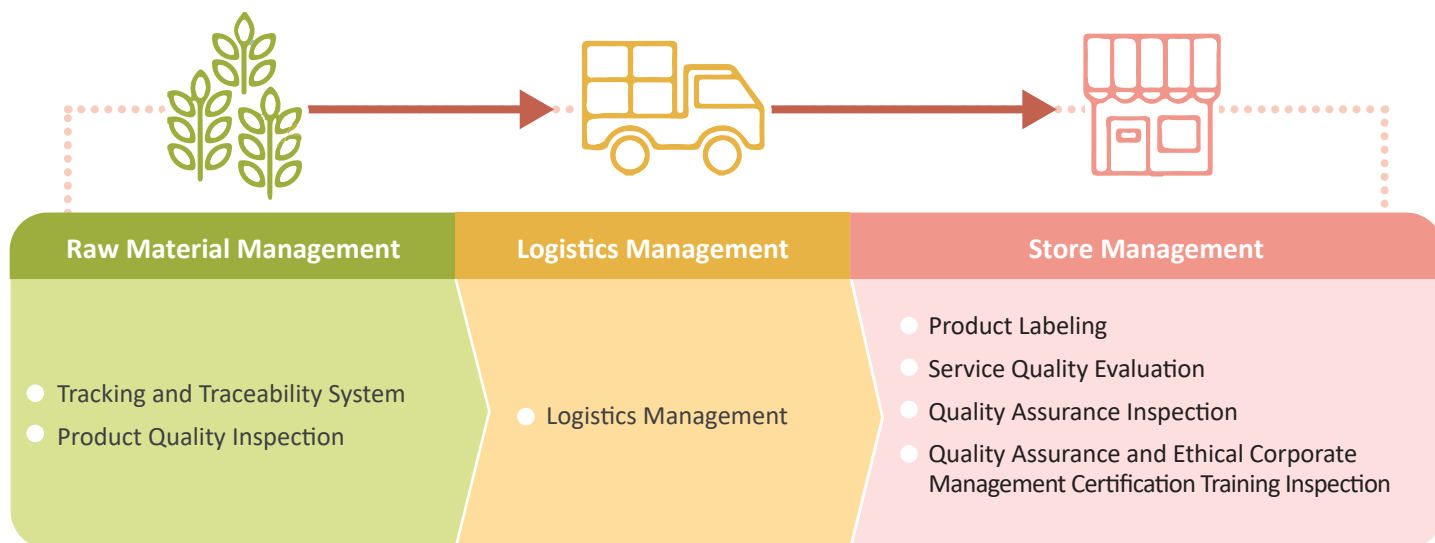 Raw Material Management
Logistics Management
Store Management
Tracking and Traceability System
Product Quality Inspection
Logistics Management
Product Labeling
Service Quality Evaluation
Quality Assurance Inspection
Quality Assurance and Ethical Corporate
Management Certification Training Inspection